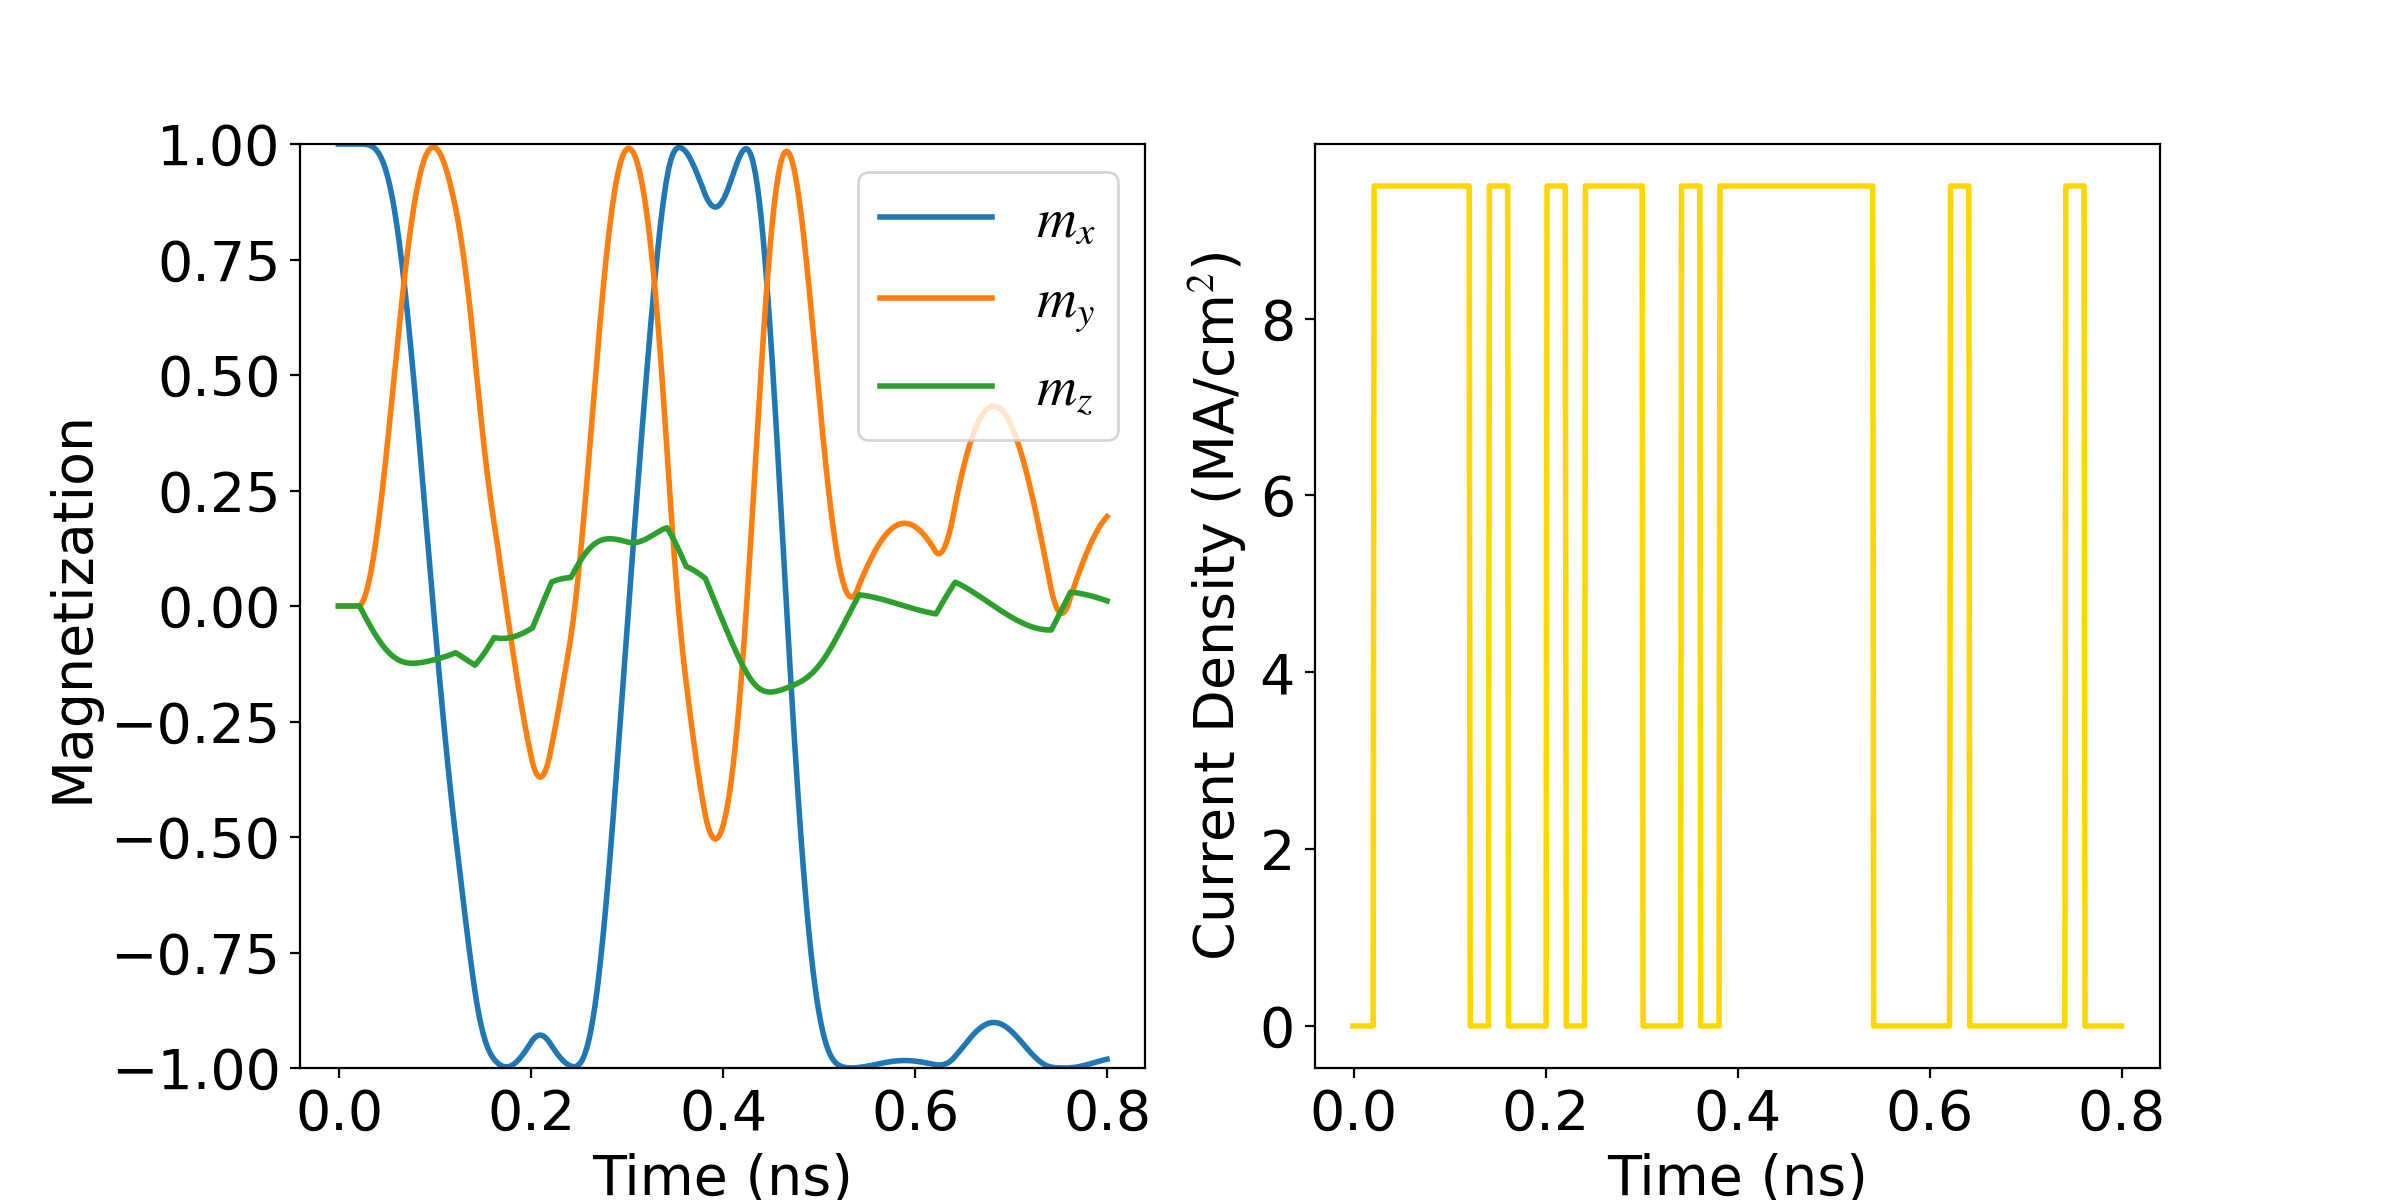 1.00
0.75
0.50
0.25
0.00
−0.25
−0.50
−0.75
−1.00
Magnetization
0.0 0.2 0.4 0.6 0.8
Time (ns)
mₓ
m_y
m_z
Current Density (MA/cm²)
8
6
4
2
0
0.0 0.2 0.4 0.6 0.8
Time (ns)